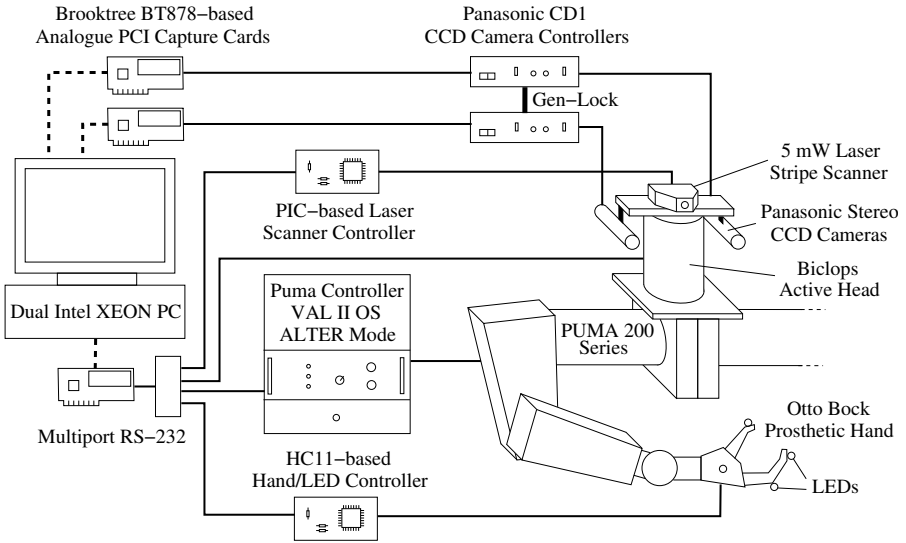 Brooktree BT878−based
Analogue PCI Capture Cards
Panasonic CD1
CCD Camera Controllers
Gen−Lock
5 mW Laser
Stripe Scanner
PIC−based Laser
Scanner Controller
Panasonic Stereo
CCD Cameras
Biclops
Active Head
Dual Intel XEON PC
Puma Controller
VAL II OS
ALTER Mode
PUMA 200
Series
Multiport RS−232
Otto Bock
Prosthetic Hand
HC11−based
Hand/LED Controller
LEDs